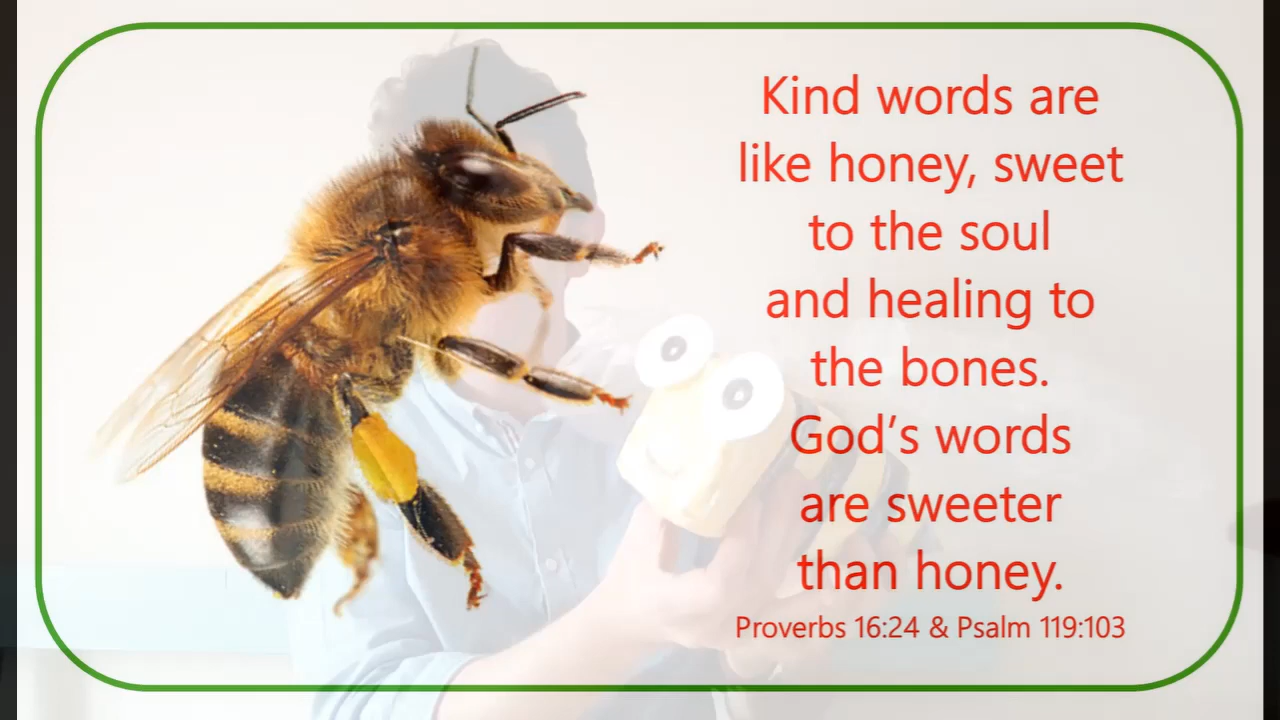 Kind words are
like honey, sweet
to the soul
and healing to
the bones.
God’s words
are sweeter
than honey.
Proverbs 16:24 & Psalm 119:103